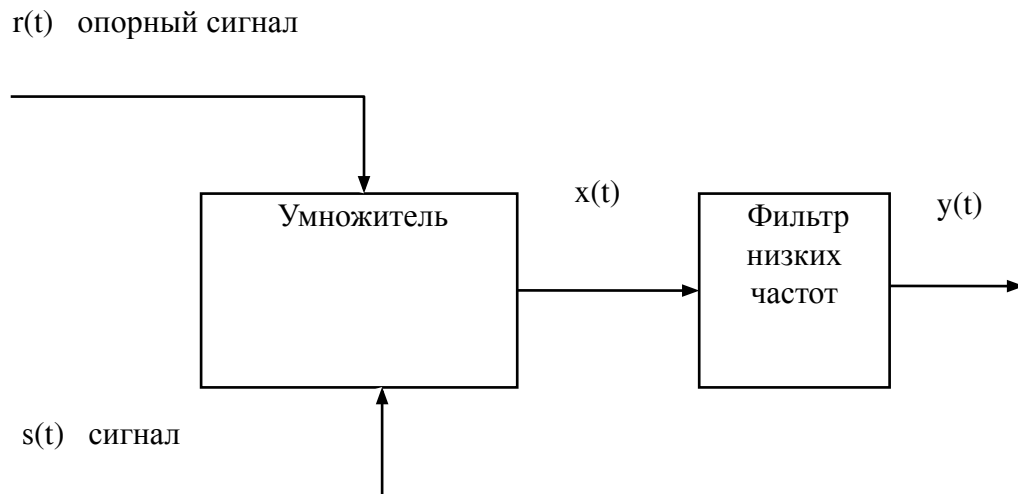 r(t) опорный сигнал
x(t)
y(t)
Умножитель
Фильтр
низких
частот
s(t) сигнал